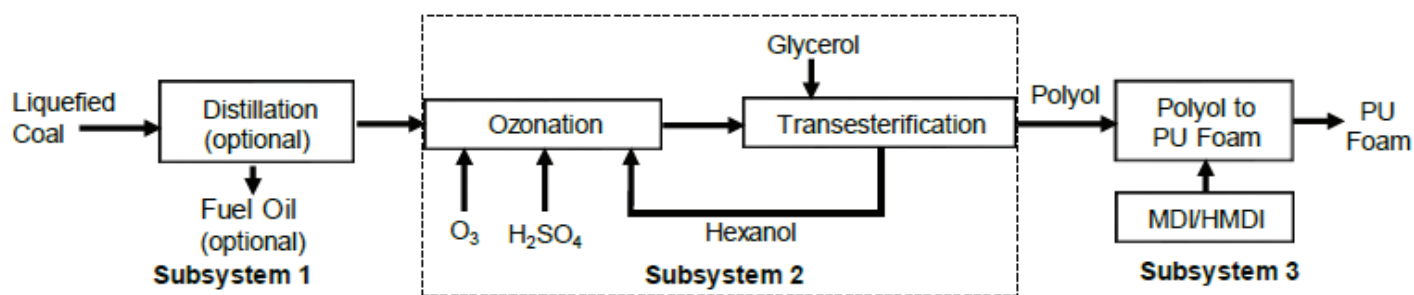 Liquefied
Coal
Distillation
(optional)
Fuel Oil
(optional)
Subsystem 1
Ozonation
O₃
H₂SO₄
Glycerol
Transesterification
Hexanol
Subsystem 2
Polyol
Polyol to
PU Foam
PU
Foam
MDI/HMDI
Subsystem 3